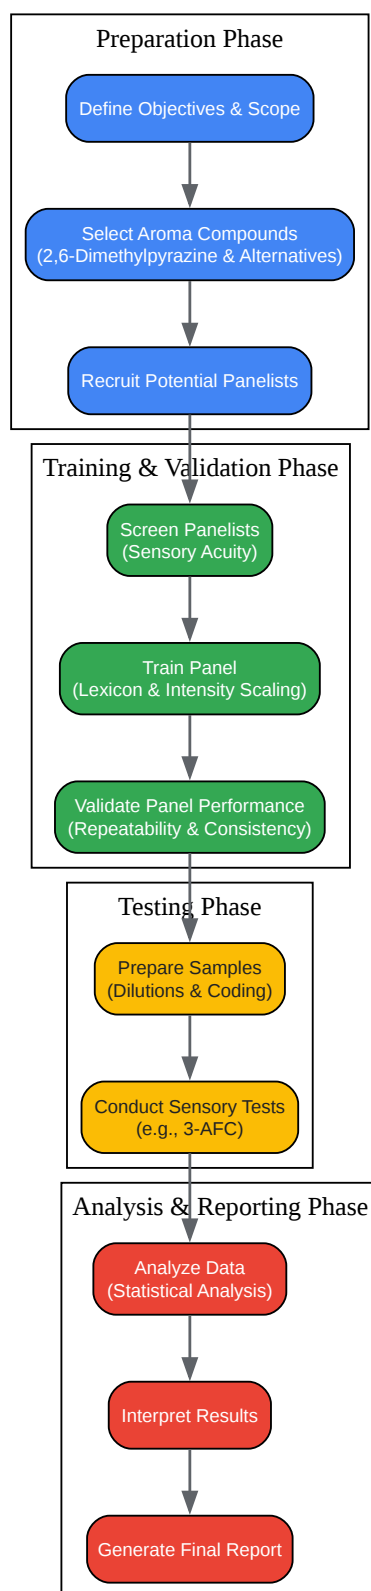 Preparation Phase
Define Objectives & Scope
Select Aroma Compounds
(2,6-Dimethylpyrazine & Alternatives)
Recruit Potential Panelists
Training & Validation Phase
Screen Panelists
(Sensory Acuity)
Train Panel
(Lexicon & Intensity Scaling)
Validate Panel Performance
(Repeatability & Consistency)
Testing Phase
Prepare Samples
(Dilutions & Coding)
Conduct Sensory Tests
(e.g., 3-AFC)
Analysis & Reporting Phase
Analyze Data
(Statistical Analysis)
Interpret Results
Generate Final Report